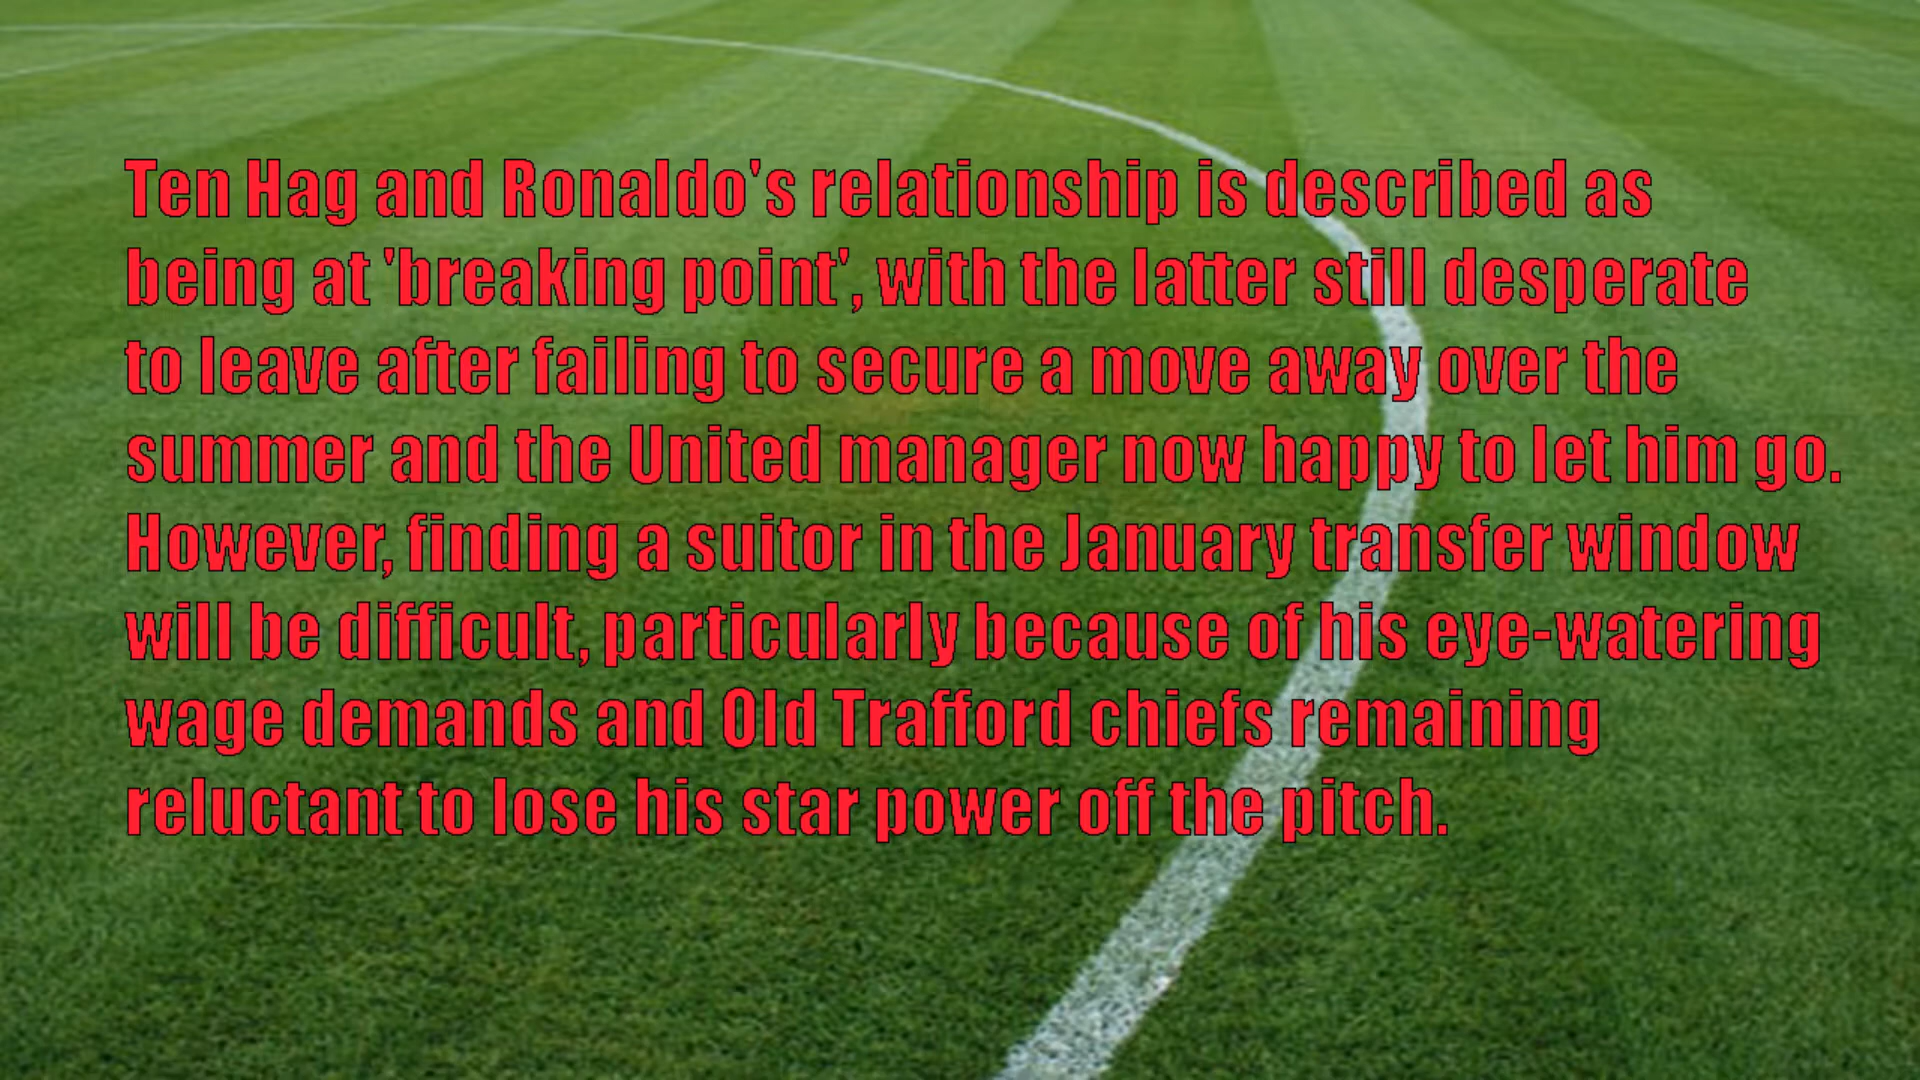 Ten Hag and Ronaldo's relationship is described as
being at 'breaking point', with the latter still desperate
to leave after failing to secure a move away over the
summer and the United manager now happy to let him go.
However, finding a suitor in the January transfer window
will be difficult, particularly because of his eye-watering
wage demands and Old Trafford chiefs remaining
reluctant to lose his star power off the pitch.